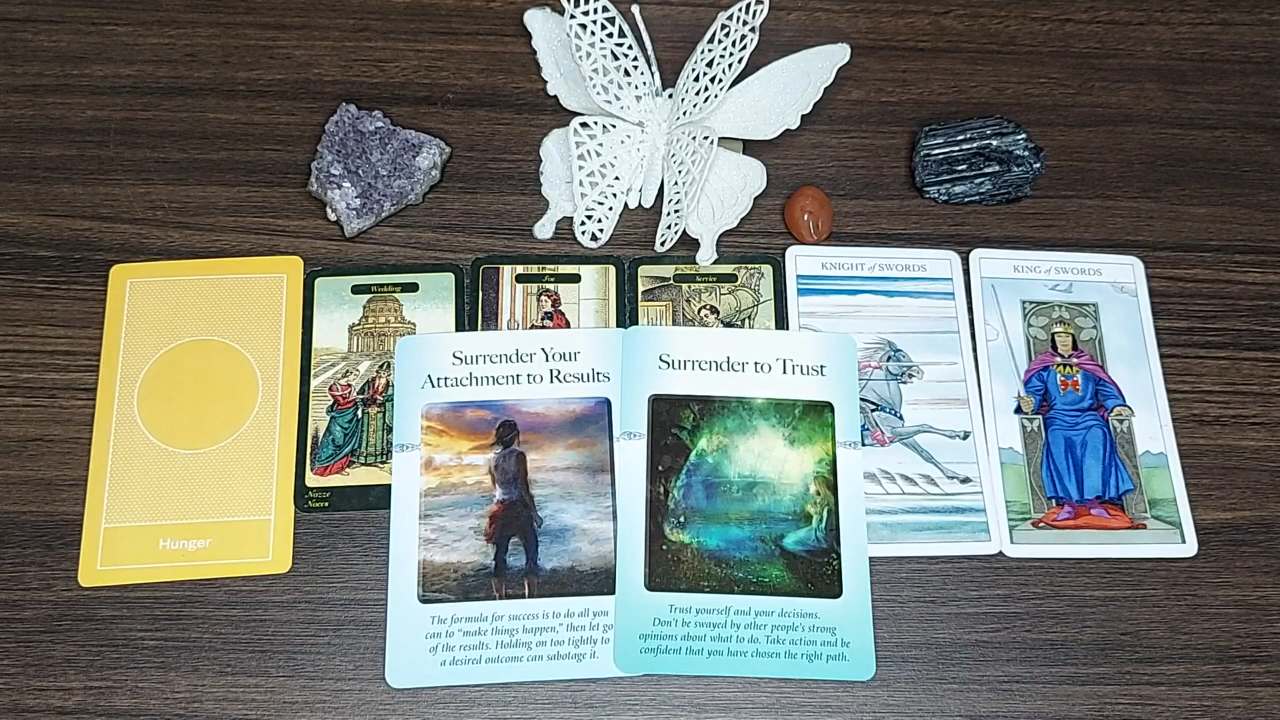 Wedding
Foe
Service
KNIGHT of SWORDS
KING of SWORDS
Surrender Your
Attachment to Results
Surrender to Trust
Nozze
Noces
Hunger
The formula for success is to do all you
can to “make things happen,” then let go
of the results. Holding on too tightly to
a desired outcome can sabotage it.
Trust yourself and your decisions.
Don't be swayed by other people's strong
opinions about what to do. Take action and be
confident that you have chosen the right path.